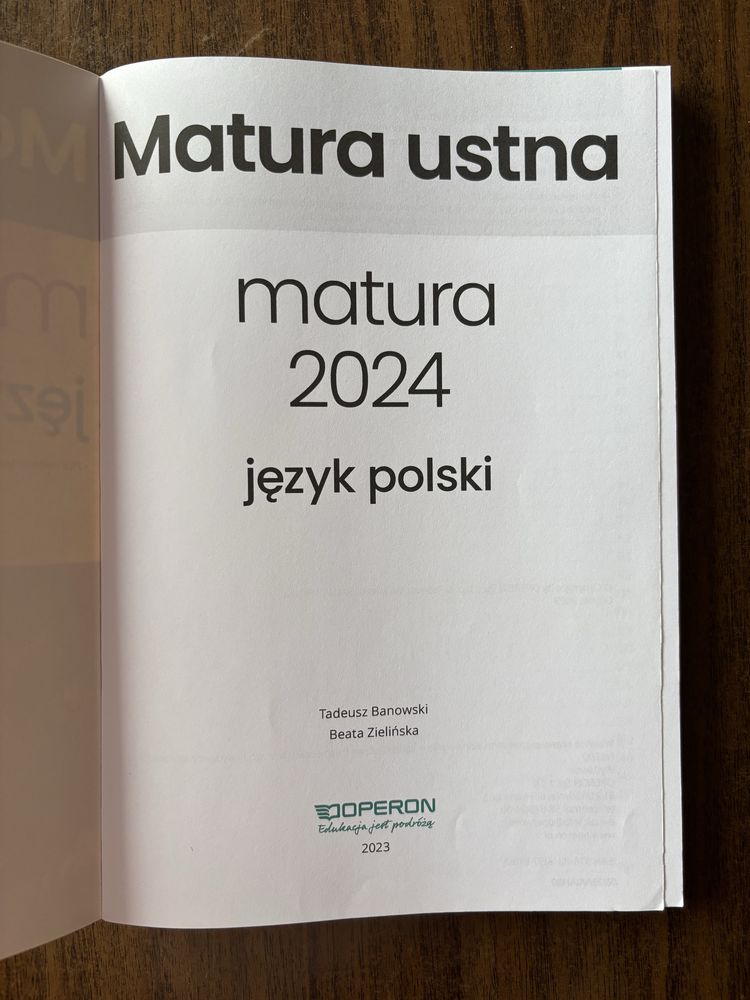 Matura ustna
matura
2024
język polski
Tadeusz Banowski
Beata Zielińska
OPERON
Edukacja jest podróżą
2023